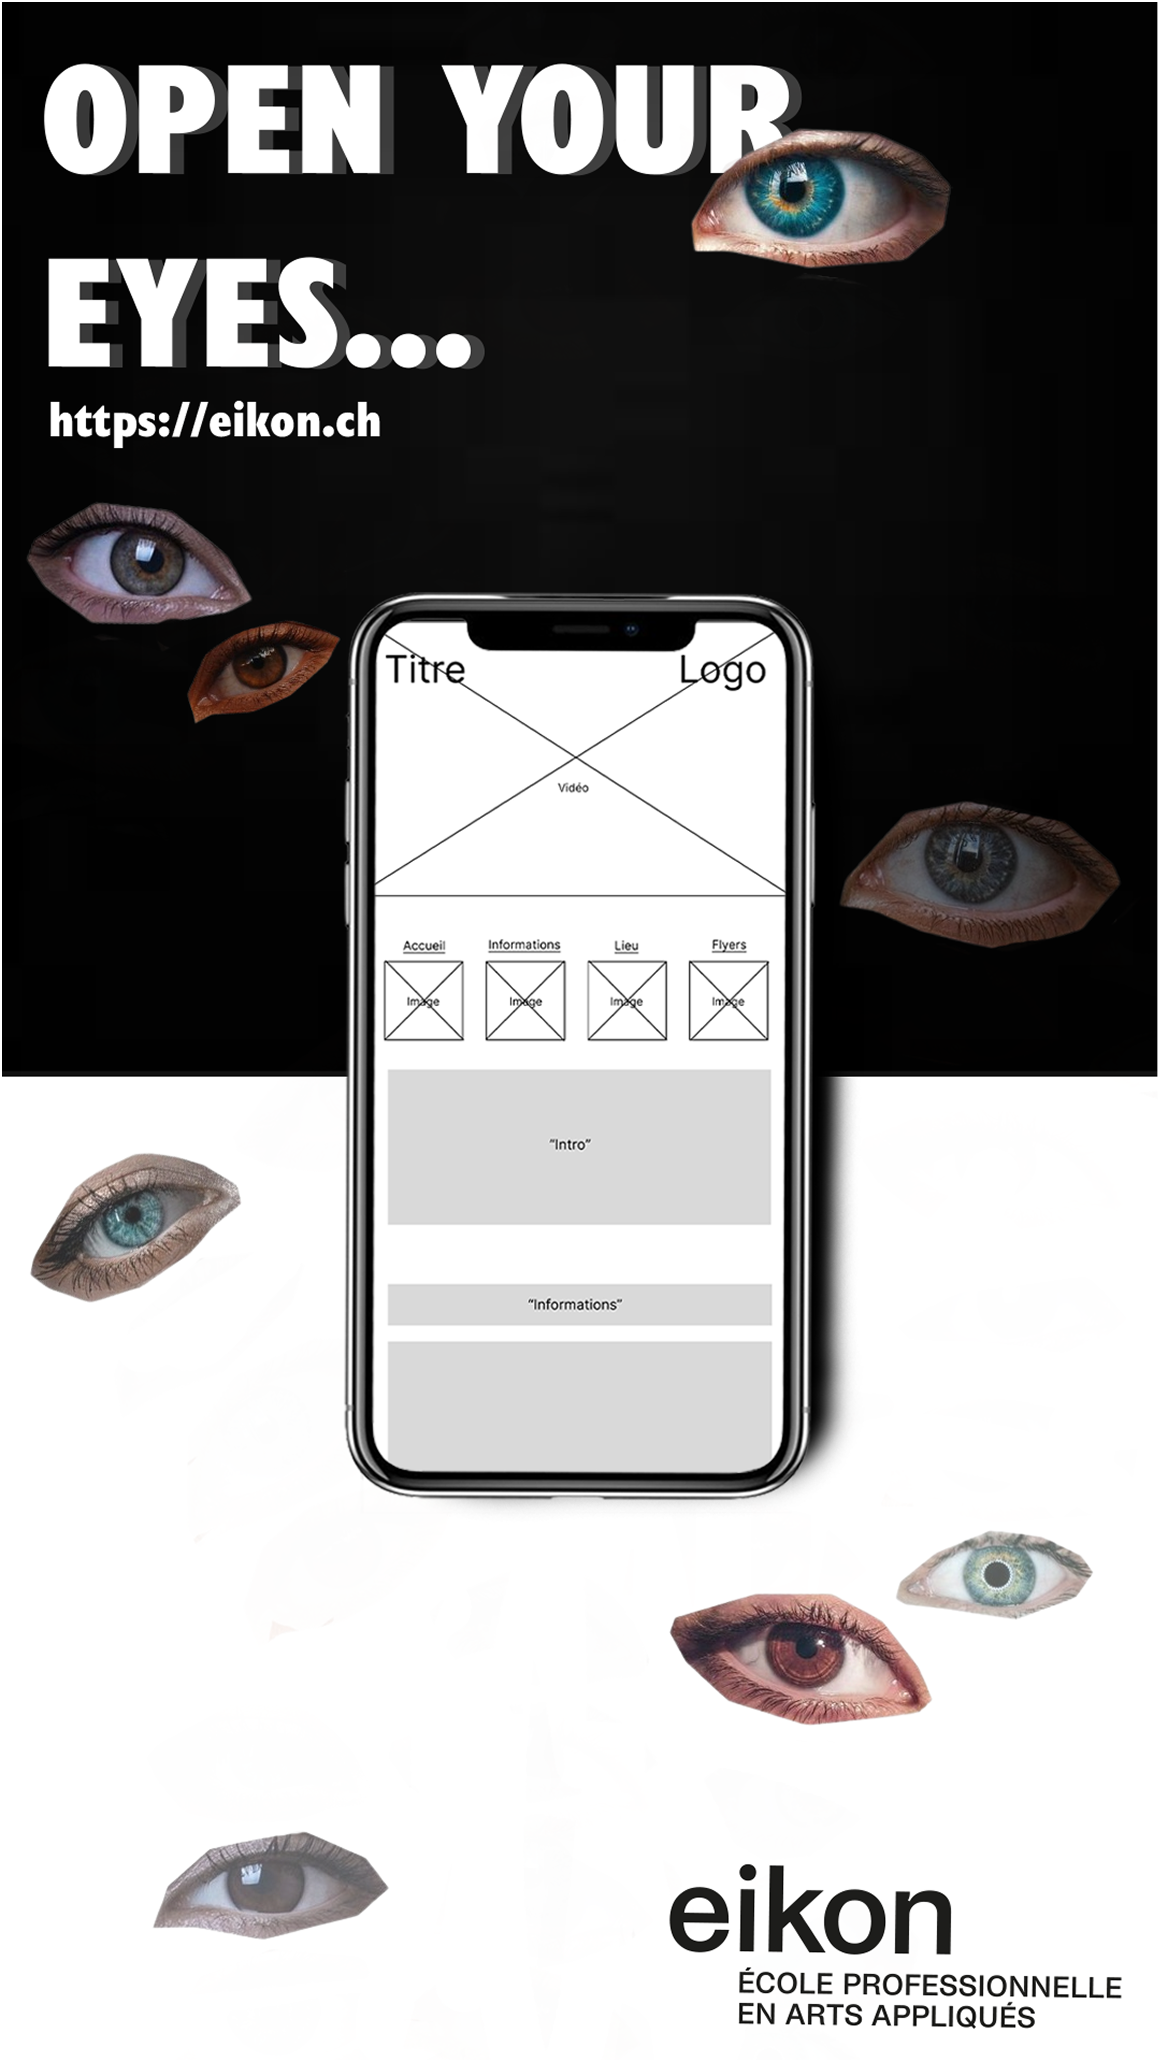 OPEN YOUR
EYES...
https://eikon.ch
Titre
Logo
Vidéo
Accueil
Informations
Lieu
Flyers
Image
Image
Image
Image
“Intro”
“Informations”
eikon
ÉCOLE PROFESSIONNELLE
EN ARTS APPLIQUÉS